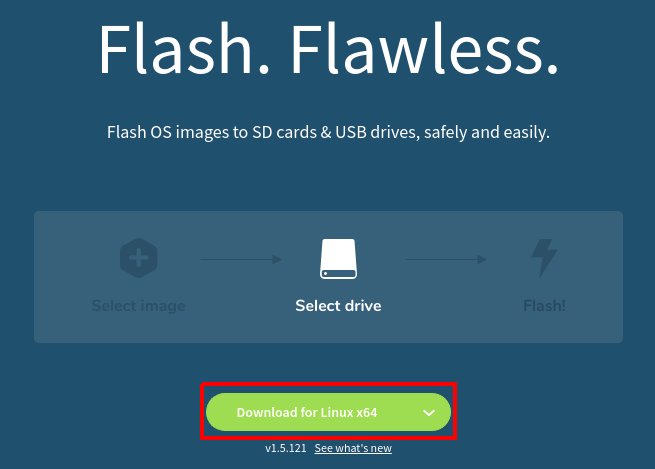 Flash. Flawless.
Flash OS images to SD cards & USB drives, safely and easily.
Select image
Select drive
Flash!
Download for Linux x64
v1.5.121 See what's new